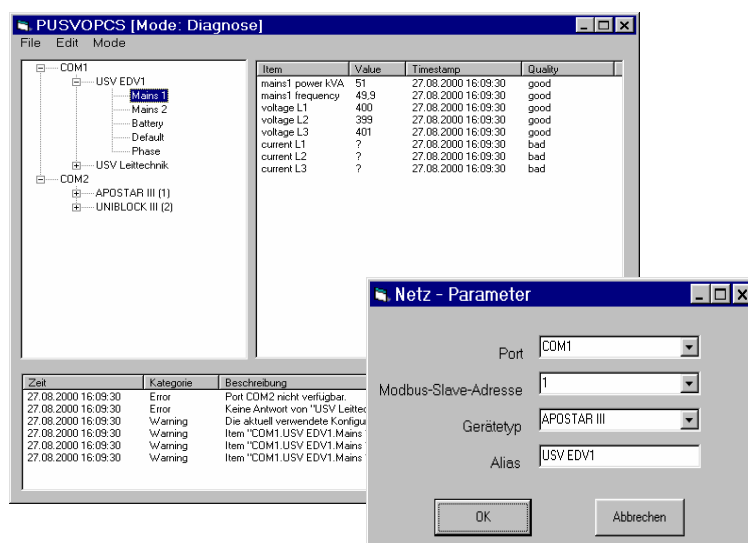 PUSVOPCS [Mode: Diagnose]
File Edit Mode
COM1
USV EDV1
Mains 1
Mains 2
Battery
Default
Phase
USV Leittechnik
COM2
APOSTAR III (1)
UNIBLOCK III (2)
Item Value Timestamp Quality
mains1 power kVA 51 27.08.2000 16:09:30 good
mains1 frequency 49,9 27.08.2000 16:09:30 good
voltage L1 400 27.08.2000 16:09:30 good
voltage L2 399 27.08.2000 16:09:30 good
voltage L3 401 27.08.2000 16:09:30 good
current L1 ? 27.08.2000 16:09:30 bad
current L2 ? 27.08.2000 16:09:30 bad
current L3 ? 27.08.2000 16:09:30 bad
Zeit Kategorie Beschreibung
27.08.2000 16:09:30 Error Port COM2 nicht verfügbar.
27.08.2000 16:09:30 Error Keine Antwort von "USV Leittec
27.08.2000 16:09:30 Warning Die aktuell verwendete Konfigu
27.08.2000 16:09:30 Warning Item "COM1.USV EDV1.Mains
27.08.2000 16:09:30 Warning Item "COM1.USV EDV1.Mains
27.08.2000 16:09:30 Warning Item "COM1.USV EDV1.Mains
Netz - Parameter
Port COM1
Modbus-Slave-Adresse 1
Gerätetyp APOSTAR III
Alias USV EDV1
OK Abbrechen